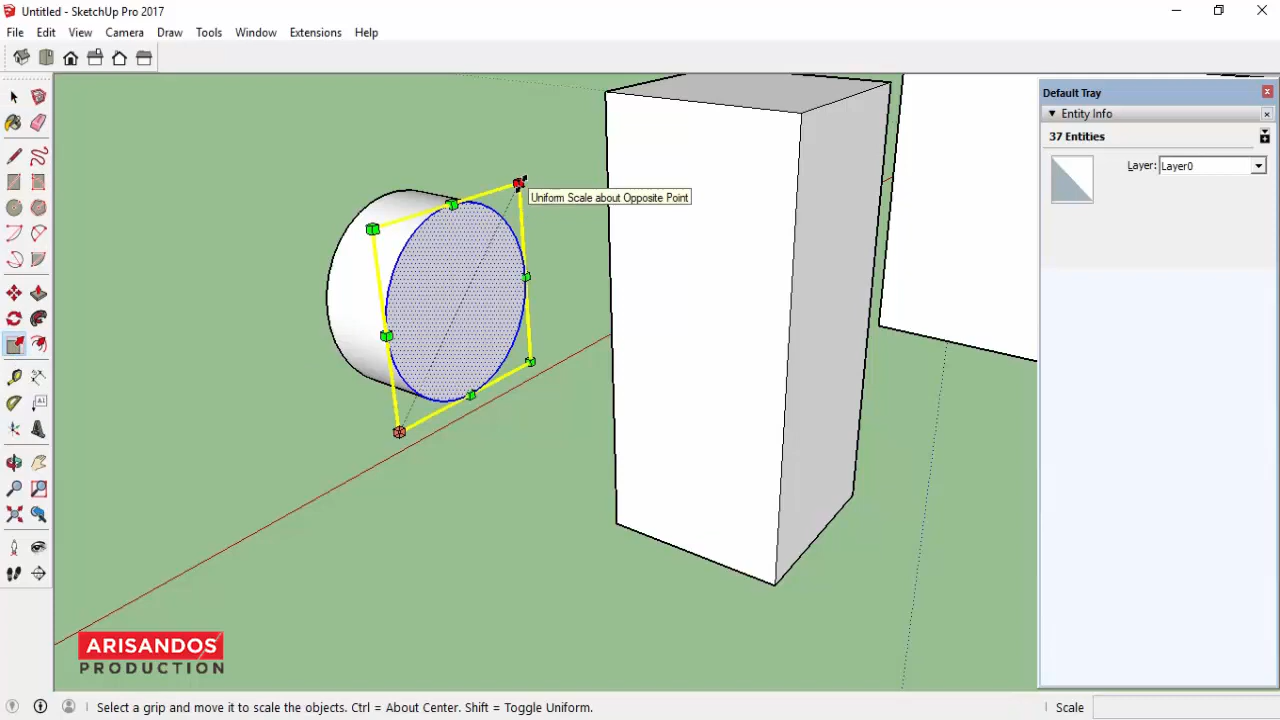 Untitled - SketchUp Pro 2017
File Edit View Camera Draw Tools Window Extensions Help
Default Tray
Entity Info
37 Entities
Layer: Layer0
Uniform Scale about Opposite Point
ARISANDOS
PRODUCTION
Select a grip and move it to scale the objects. Ctrl = About Center. Shift = Toggle Uniform.
Scale